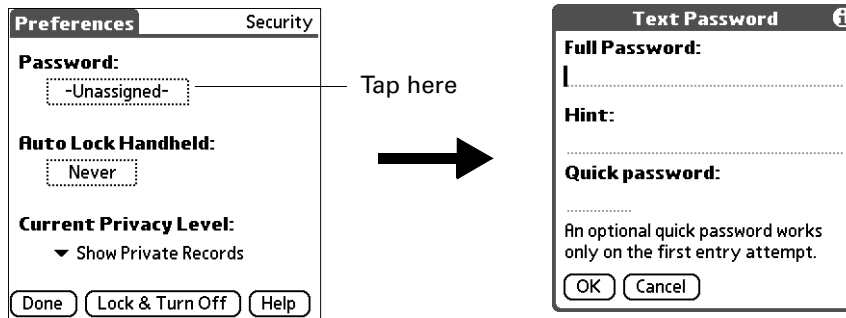 Preferences Security
Password:
-Unassigned-
Tap here
Auto Lock Handheld:
Never
Current Privacy Level:
Show Private Records
Done Lock & Turn Off Help
Text Password i
Full Password:
Hint:
Quick password:
An optional quick password works
only on the first entry attempt.
OK Cancel